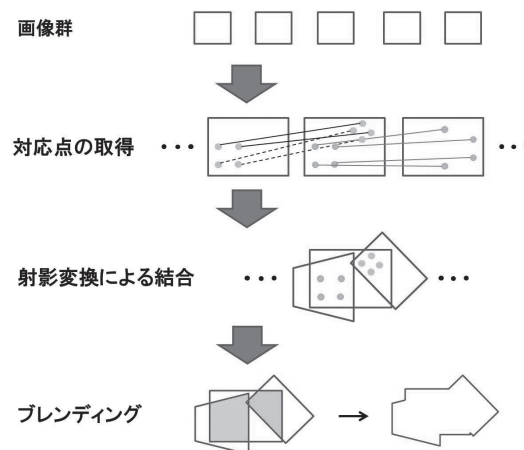 画像群
対応点の取得 ・・・ ・・
射影変換による結合 ・・・ ・・・
ブレンディング